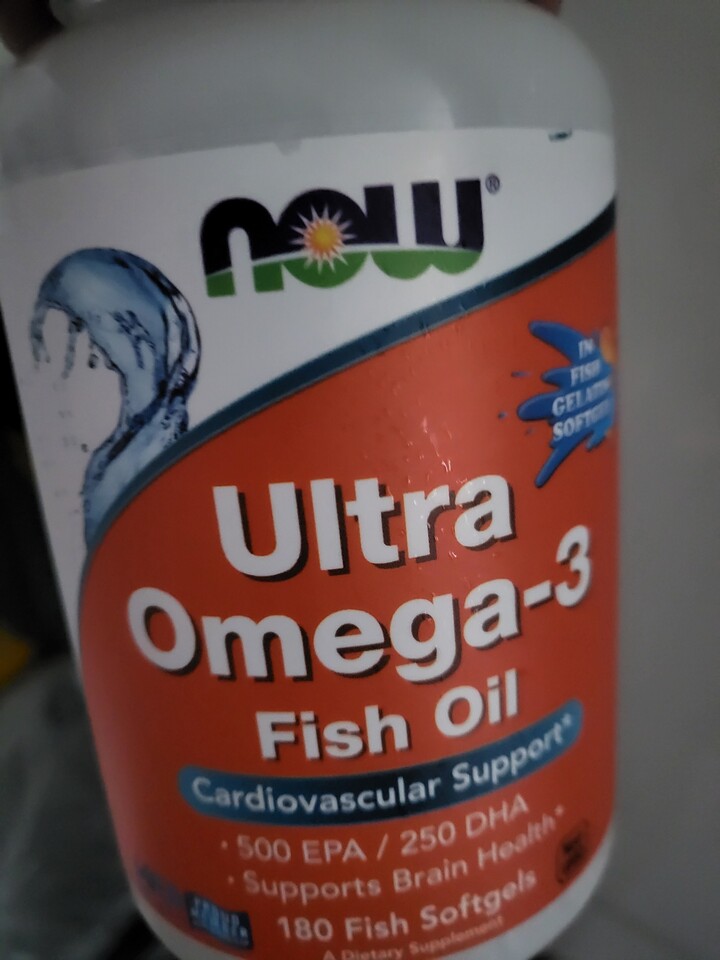 NOW®
IN
FISH
GELATIN
Ultra
Omega-3
Fish Oil
Cardiovascular Support*
• 500 EPA / 250 DHA
• Supports Brain Health*
180 Fish Softgels
A Dietary Supplement